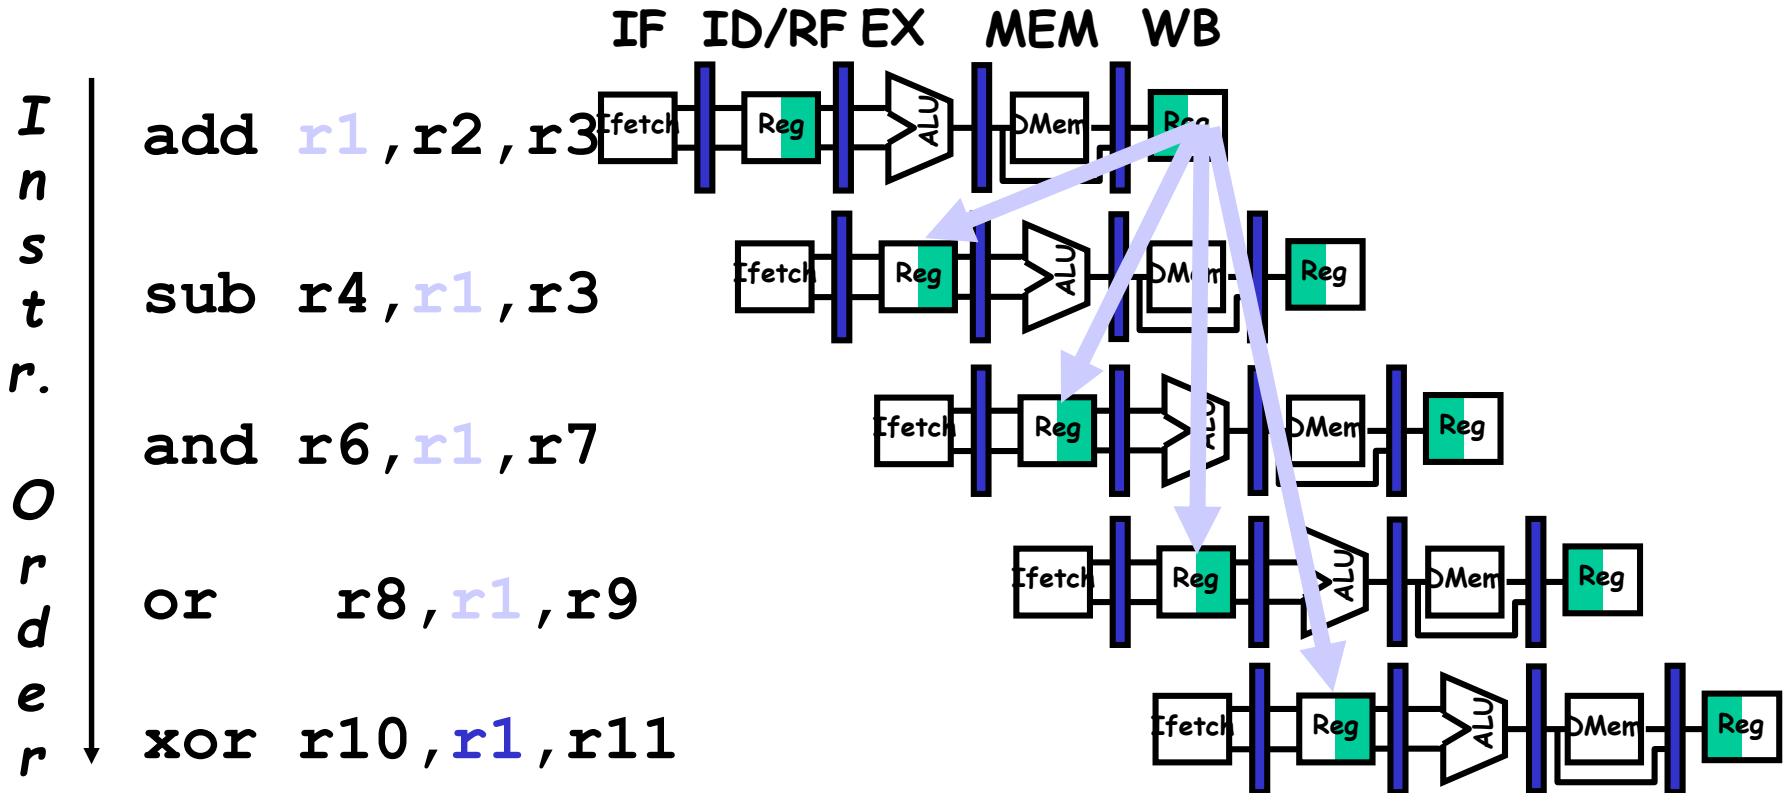 IF ID/RF EX MEM WB
Instr. Order
add r1,r2,r3
Ifetch Reg ALU DMem Reg
sub r4,r1,r3
Ifetch Reg ALU DMem Reg
and r6,r1,r7
Ifetch Reg ALU DMem Reg
or r8,r1,r9
Ifetch Reg ALU DMem Reg
xor r10,r1,r11
Ifetch Reg ALU DMem Reg